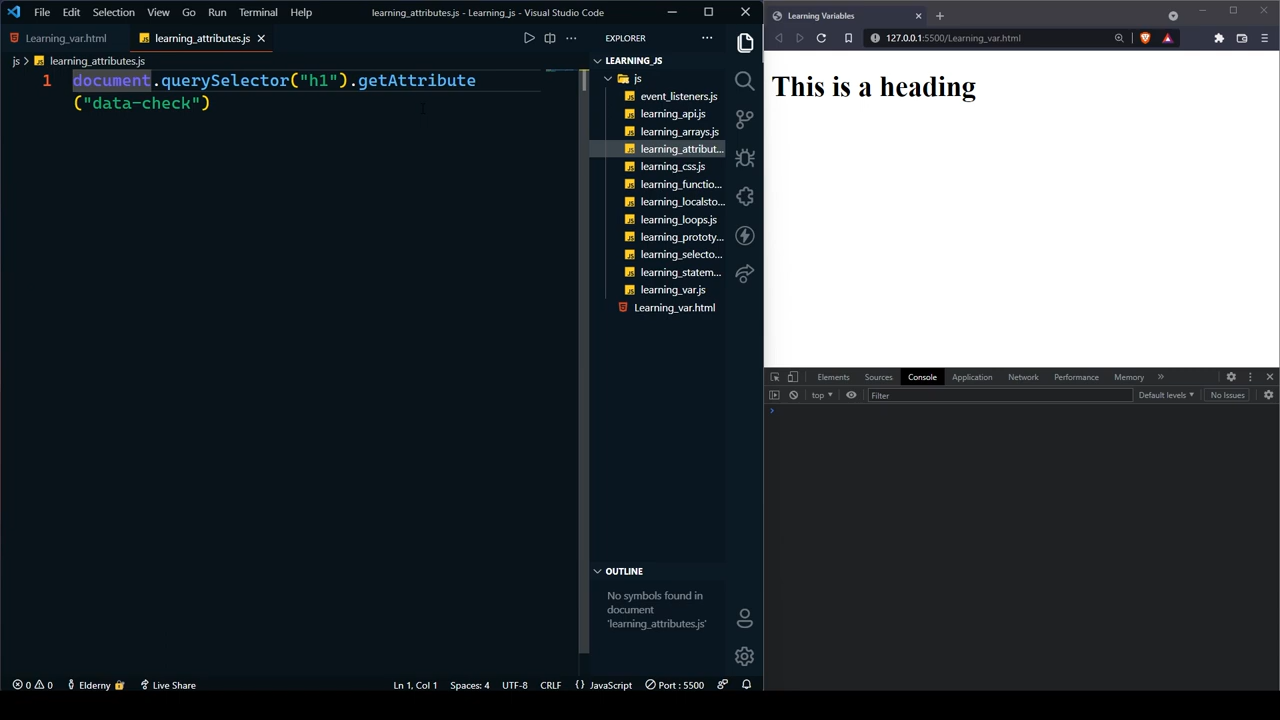 File Edit Selection View Go Run Terminal Help
learning_attributes.js - Learning_js - Visual Studio Code
Learning_var.html
learning_attributes.js
js > learning_attributes.js
1 document.querySelector("h1").getAttribute
("data-check")
EXPLORER
LEARNING_JS
js
event_listeners.js
learning_api.js
learning_arrays.js
learning_attribut...
learning_css.js
learning_functio...
learning_localsto...
learning_loops.js
learning_prototy...
learning_selecto...
learning_statem...
learning_var.js
Learning_var.html
OUTLINE
No symbols found in
document
'learning_attributes.js'
0 0 Elderny Live Share Ln 1, Col 1 Spaces: 4 UTF-8 CRLF {} JavaScript Port : 5500
Learning Variables
127.0.0.1:5500/Learning_var.html
This is a heading
Elements Sources Console Application Network Performance Memory »
top Filter Default levels No Issues